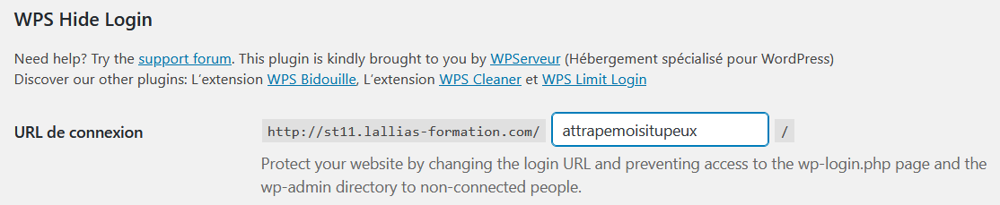 WPS Hide Login
Need help? Try the support forum. This plugin is kindly brought to you by WPServeur (Hébergement spécialisé pour WordPress)
Discover our other plugins: L'extension WPS Bidouille, L'extension WPS Cleaner et WPS Limit Login
URL de connexion http://st11.lallias-formation.com/ attrapemoisitupeux /
Protect your website by changing the login URL and preventing access to the wp-login.php page and the
wp-admin directory to non-connected people.